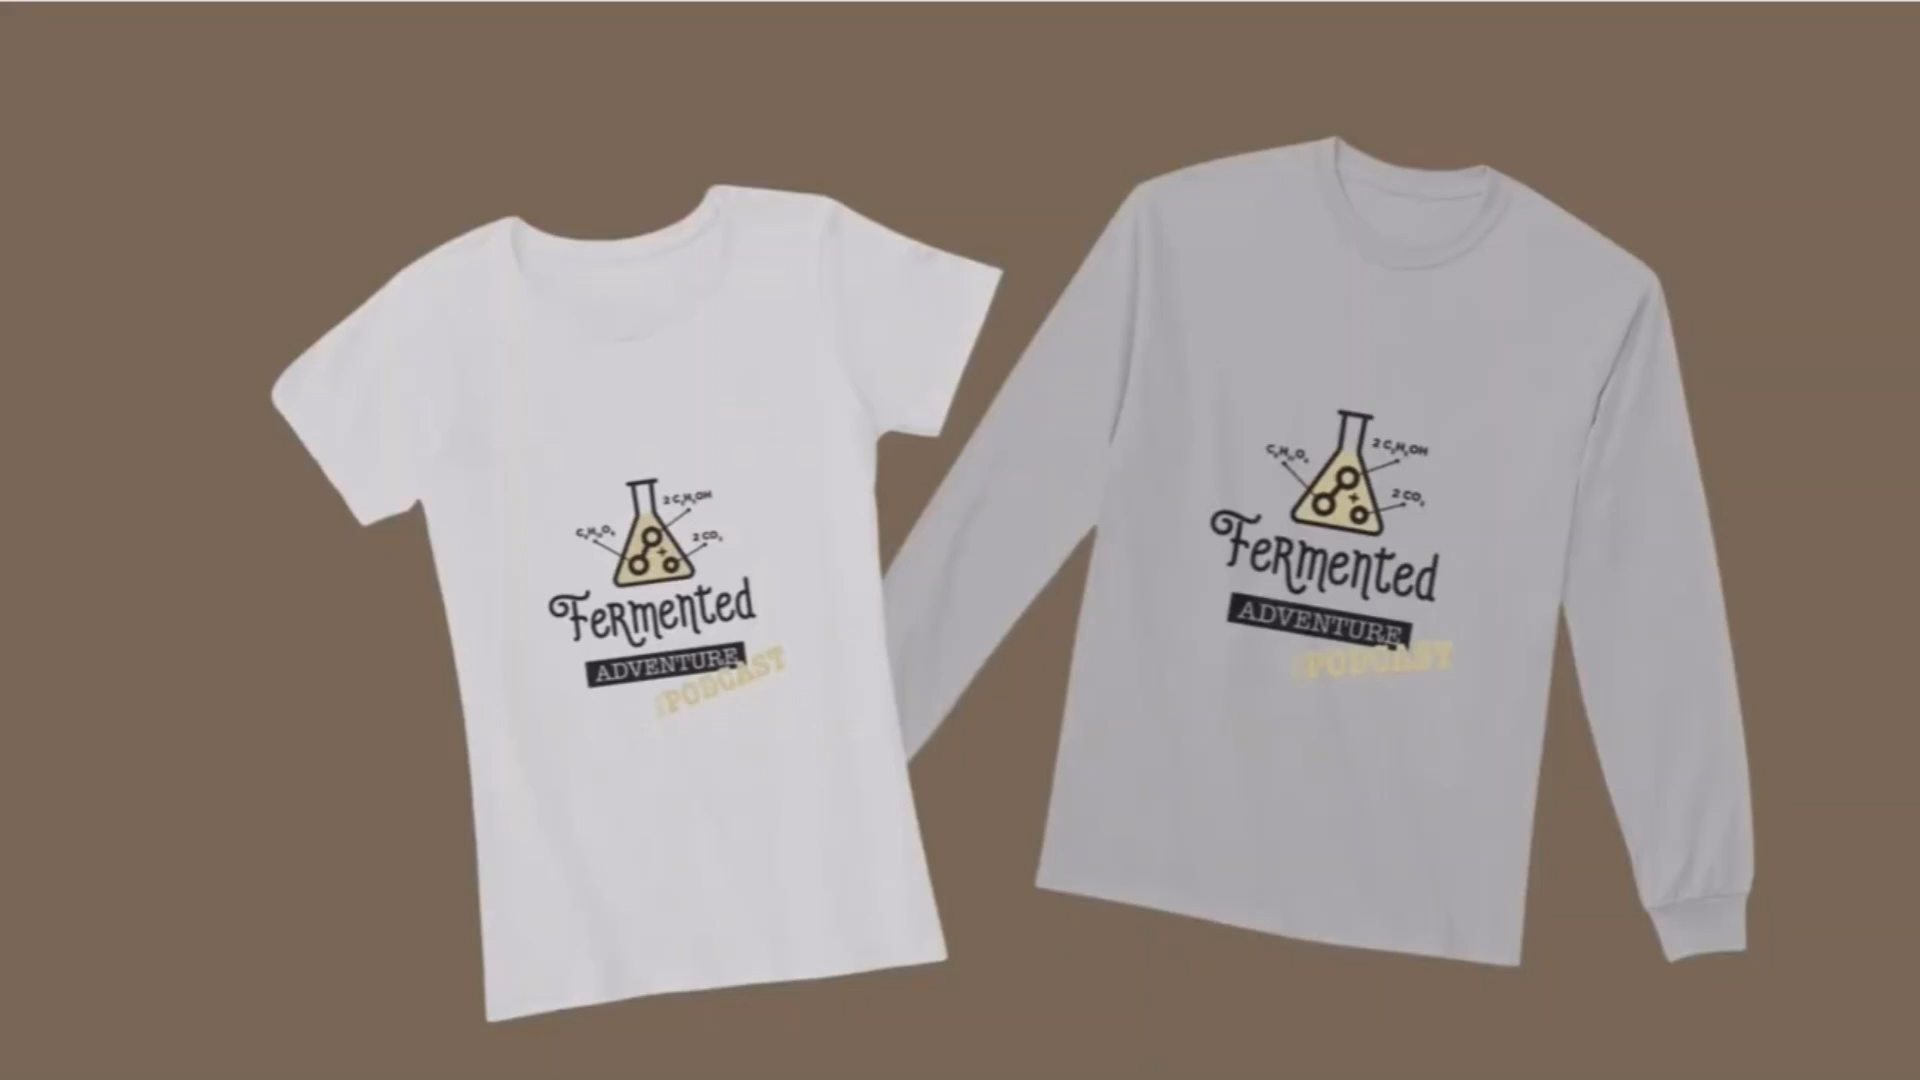 2 C₂H₅OH
C₆H₁₂O₆
2 CO₂
Fermented
ADVENTURE
PODCAST
C₆H₁₂O₆
2 C₂H₅OH
2 CO₂
Fermented
ADVENTURE
PODCAST